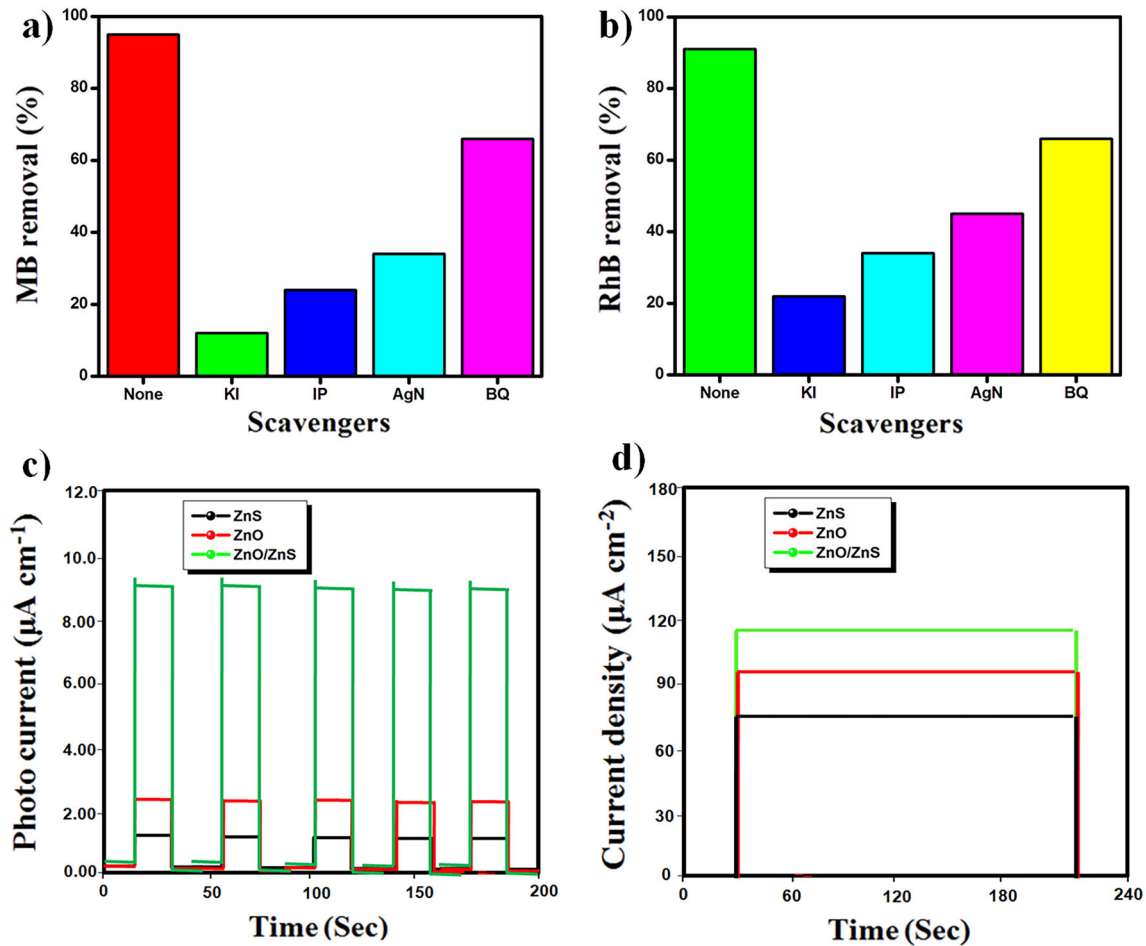 a)
100
80
60
40
20
0
MB removal (%)
None KI IP AgN BQ
Scavengers
b)
100
80
60
40
20
0
RhB removal (%)
None KI IP AgN BQ
Scavengers
c)
12.0
10.0
8.00
6.00
4.00
2.00
0.00
Photo current (µA cm-1)
ZnS
ZnO
ZnO/ZnS
0 50 100 150 200
Time (Sec)
d)
180
150
120
90
60
30
0
Current density (µA cm-2)
ZnS
ZnO
ZnO/ZnS
0 60 120 180 240
Time (Sec)